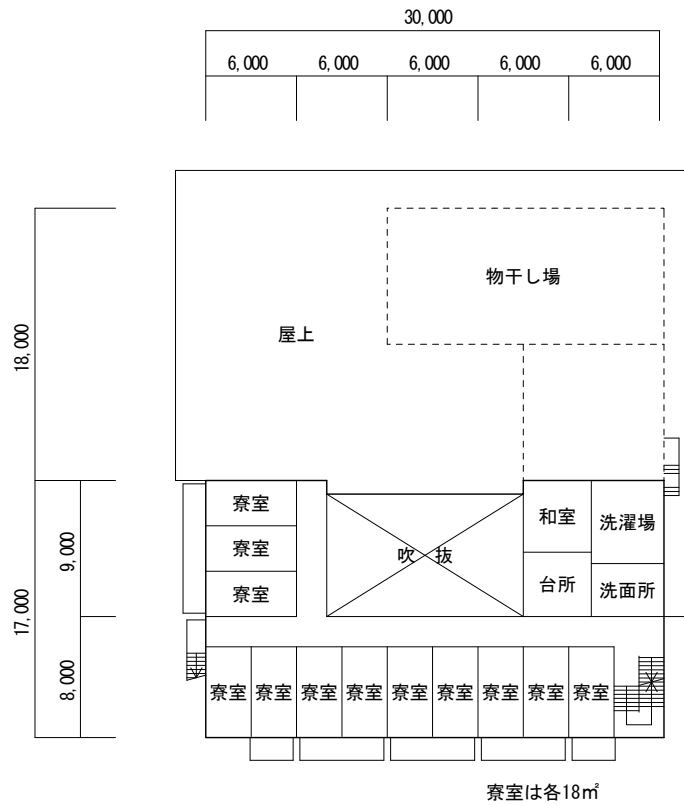 30,000
6,000 6,000 6,000 6,000 6,000
物干し場
屋上
18,000
寮室
和室
洗濯場
寮室
吹 抜
9,000
寮室
台所
洗面所
17,000
8,000
寮室 寮室 寮室 寮室 寮室 寮室 寮室 寮室 寮室
寮室は各18㎡